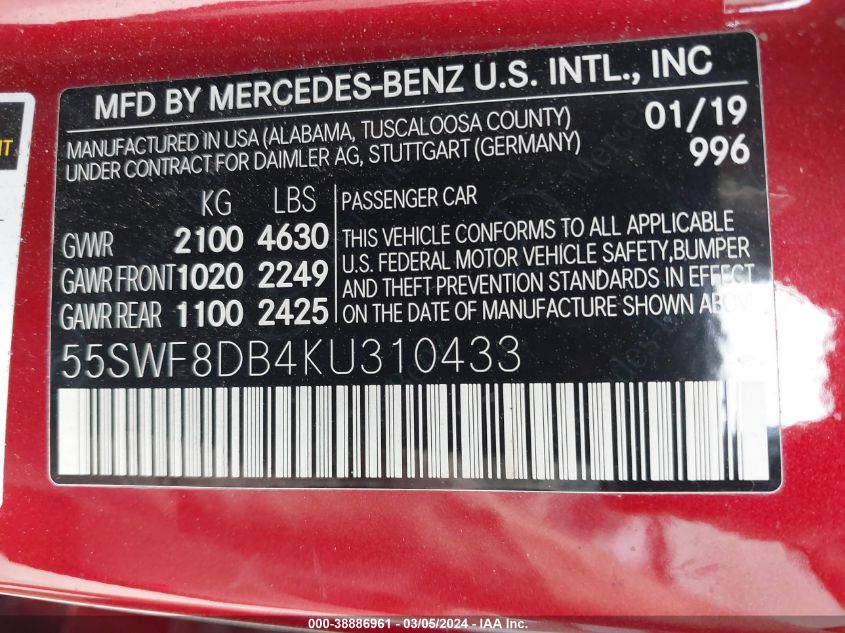 MFD BY MERCEDES-BENZ U.S. INTL., INC
MANUFACTURED IN USA (ALABAMA, TUSCALOOSA COUNTY) 01/19
UNDER CONTRACT FOR DAIMLER AG, STUTTGART (GERMANY) 996
KG LBS
GVWR 2100 4630
GAWR FRONT 1020 2249
GAWR REAR 1100 2425
PASSENGER CAR
THIS VEHICLE CONFORMS TO ALL APPLICABLE
U.S. FEDERAL MOTOR VEHICLE SAFETY,BUMPER
AND THEFT PREVENTION STANDARDS IN EFFECT
ON THE DATE OF MANUFACTURE SHOWN ABOVE.
55SWF8DB4KU310433
000-38886961 - 03/05/2024 - IAA Inc.